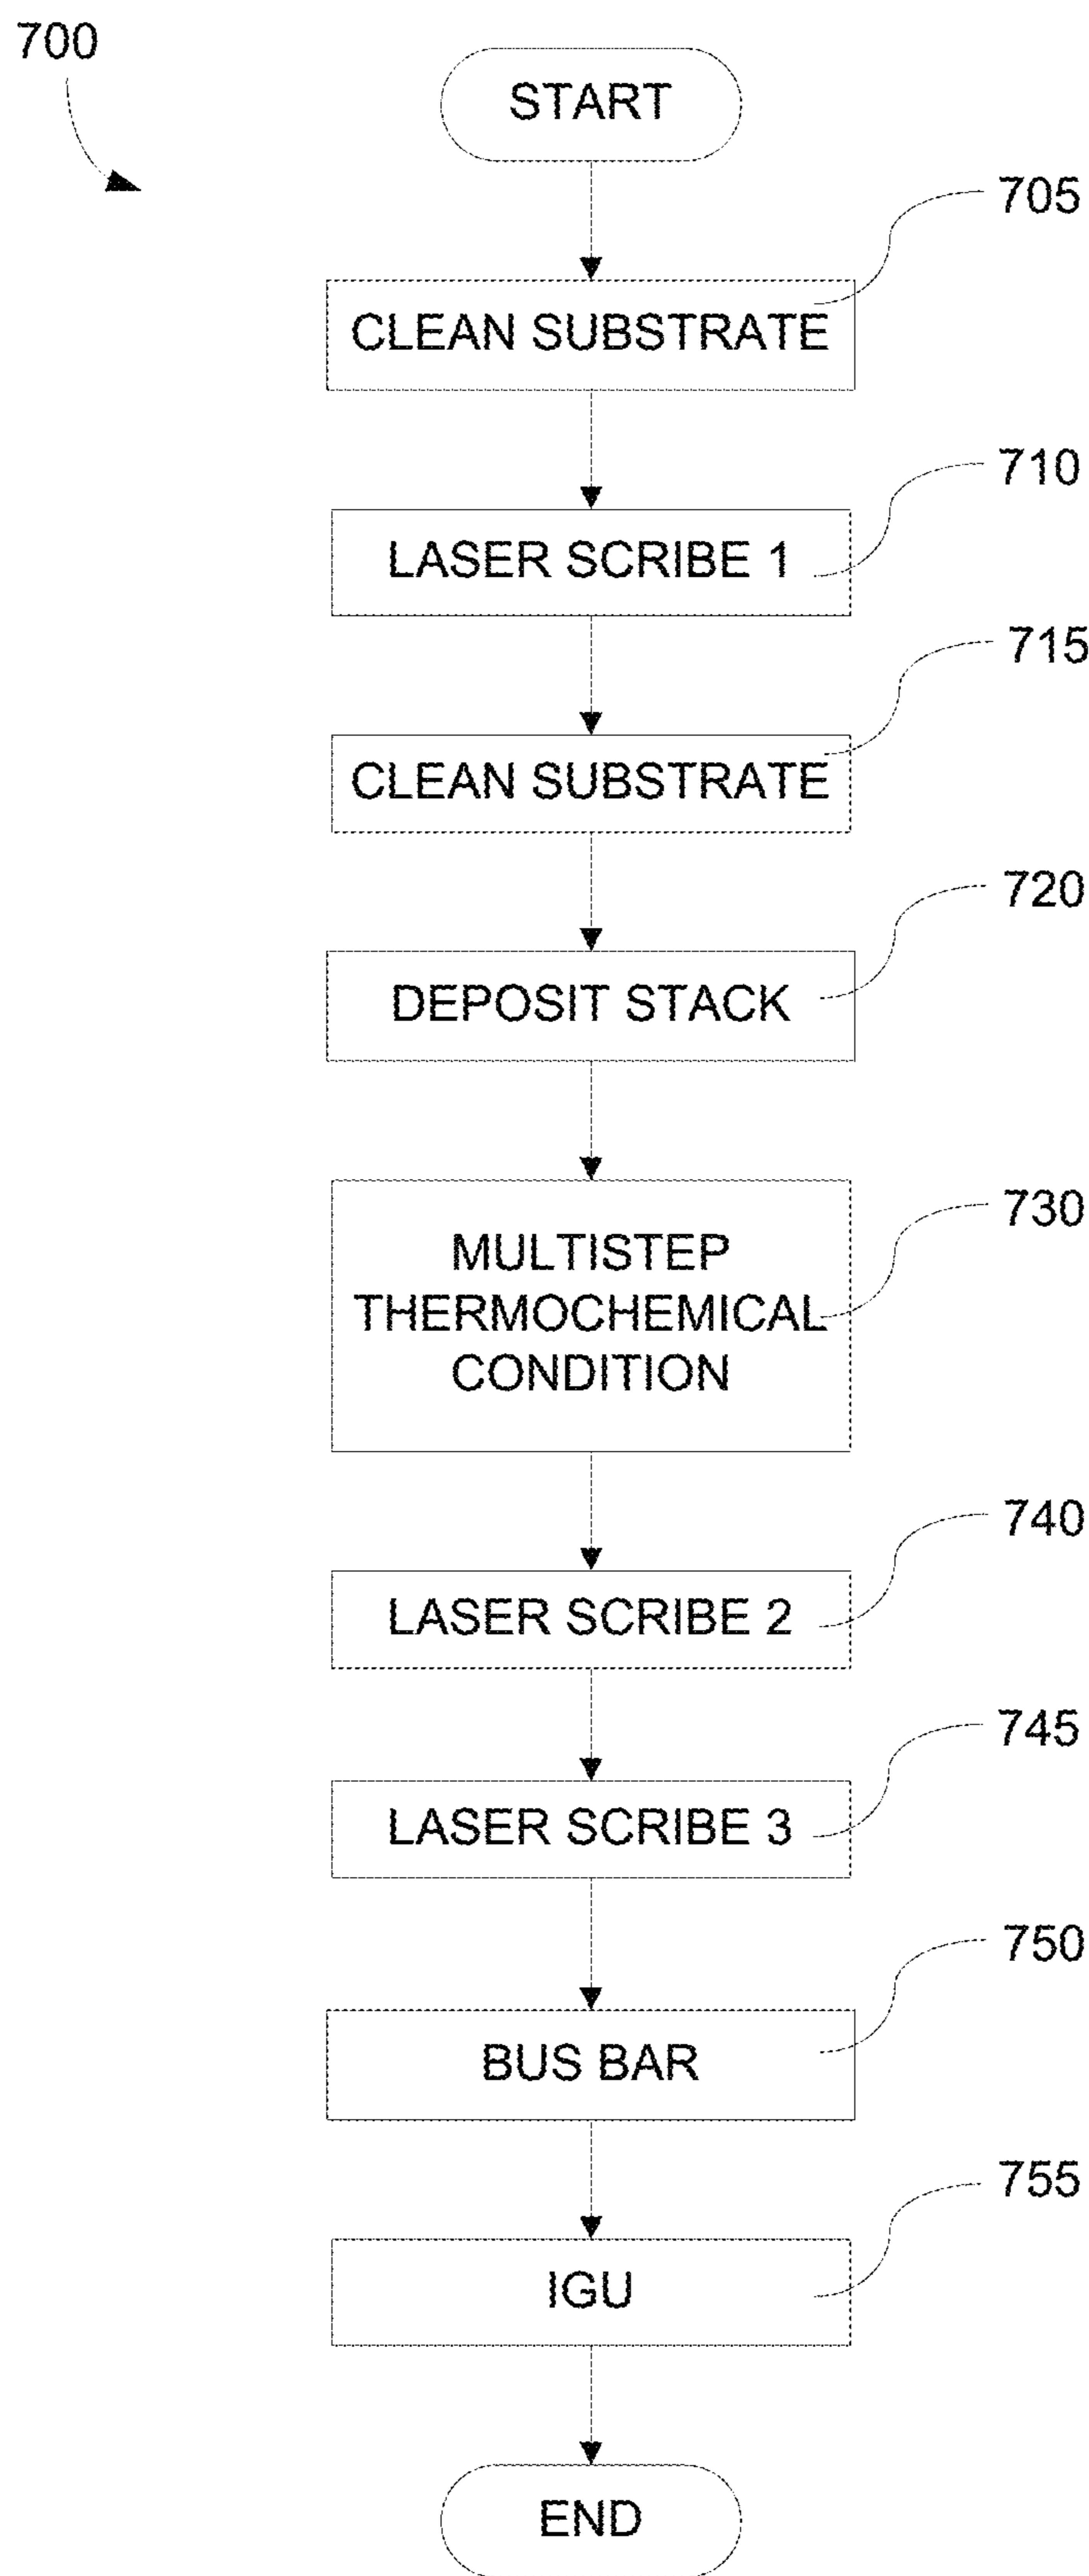 700
START
705
CLEAN SUBSTRATE
710
LASER SCRIBE 1
715
CLEAN SUBSTRATE
720
DEPOSIT STACK
730
MULTISTEP
THERMOCHEMICAL
CONDITION
740
LASER SCRIBE 2
745
LASER SCRIBE 3
750
BUS BAR
755
IGU
END